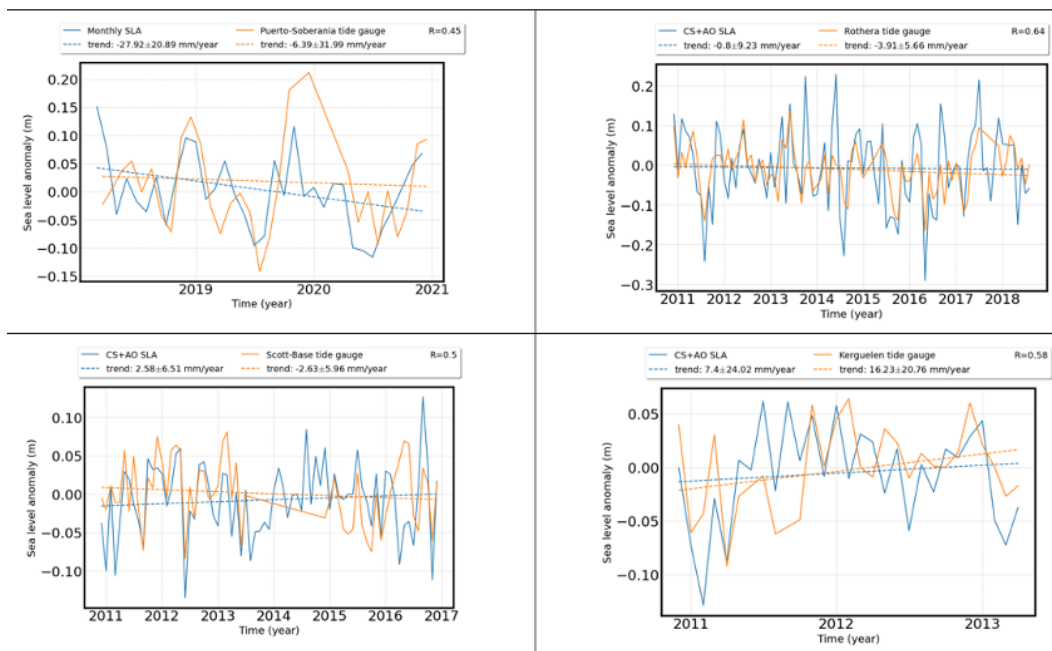 Monthly SLA Puerto-Soberania tide gauge R=0.45
trend: -27.92±20.89 mm/year trend: -6.39±31.99 mm/year
0.20
0.15
0.10
0.05
0.00
−0.05
−0.10
−0.15
Sea level anomaly (m)
2019 2020 2021
Time (year)
CS+AO SLA Rothera tide gauge R=0.64
trend: -0.8±9.23 mm/year trend: -3.91±5.66 mm/year
0.2
0.1
0.0
−0.1
−0.2
−0.3
Sea level anomaly (m)
2011 2012 2013 2014 2015 2016 2017 2018
Time (year)
CS+AO SLA Scott-Base tide gauge R=0.5
trend: 2.58±6.51 mm/year trend: -2.63±5.96 mm/year
0.10
0.05
0.00
−0.05
−0.10
Sea level anomaly (m)
2011 2012 2013 2014 2015 2016 2017
Time (year)
CS+AO SLA Kerguelen tide gauge R=0.58
trend: 7.4±24.02 mm/year trend: 16.23±20.76 mm/year
0.05
0.00
−0.05
−0.10
Sea level anomaly (m)
2011 2012 2013
Time (year)